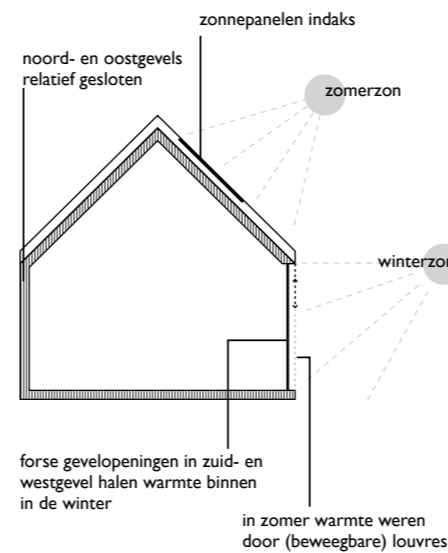 zonnepanelen indaks
noord- en oostgevels
relatief gesloten
zomerzon
winterzon
forse gevelopeningen in zuid- en
westgevel halen warmte binnen
in de winter
in zomer warmte weren
door (beweegbare) louvres